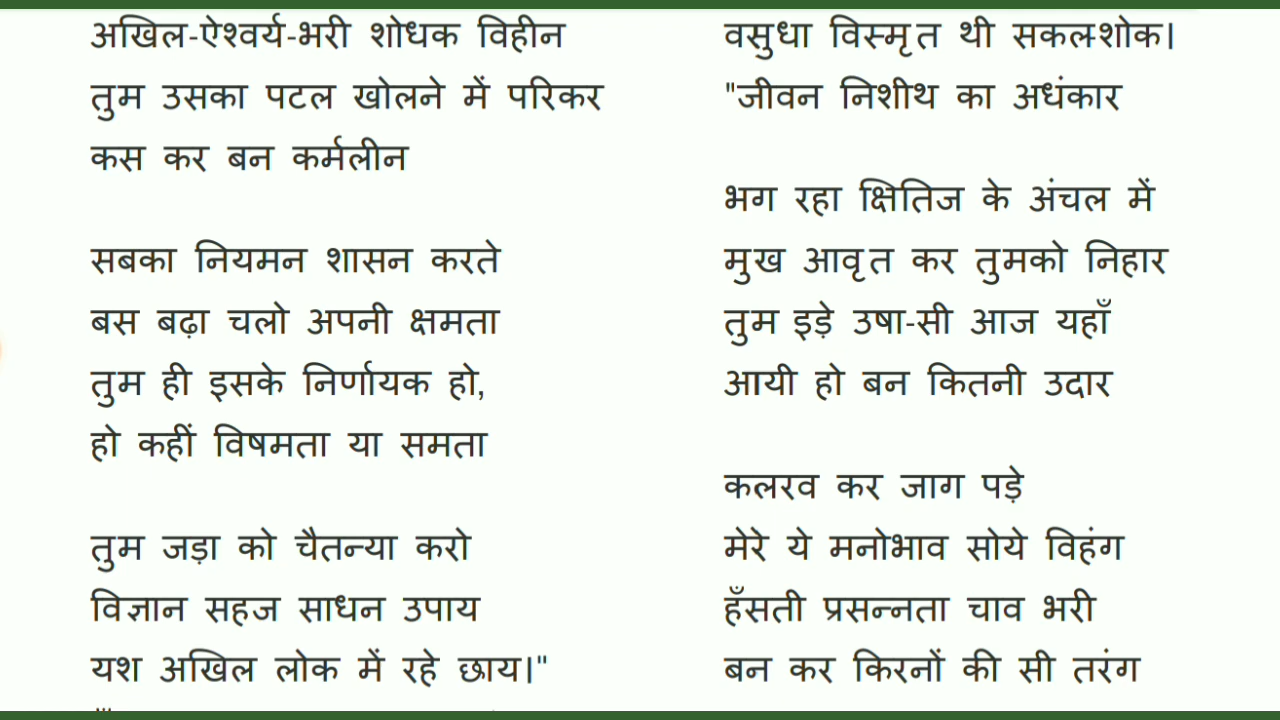 अखिल-ऐश्वर्य-भरी शोधक विहीन
तुम उसका पटल खोलने में परिकर
कस कर बन कर्मलीन
सबका नियमन शासन करते
बस बढ़ा चलो अपनी क्षमता
तुम ही इसके निर्णायक हो,
हो कहीं विषमता या समता
तुम जड़ा को चैतन्या करो
विज्ञान सहज साधन उपाय
यश अखिल लोक में रहे छाय।"
वसुधा विस्मृत थी सकल-शोक।
"जीवन निशीथ का अधंकार
भग रहा क्षितिज के अंचल में
मुख आवृत कर तुमको निहार
तुम इड़े उषा-सी आज यहाँ
आयी हो बन कितनी उदार
कलरव कर जाग पड़े
मेरे ये मनोभाव सोये विहंग
हँसती प्रसन्नता चाव भरी
बन कर किरनों की सी तरंग